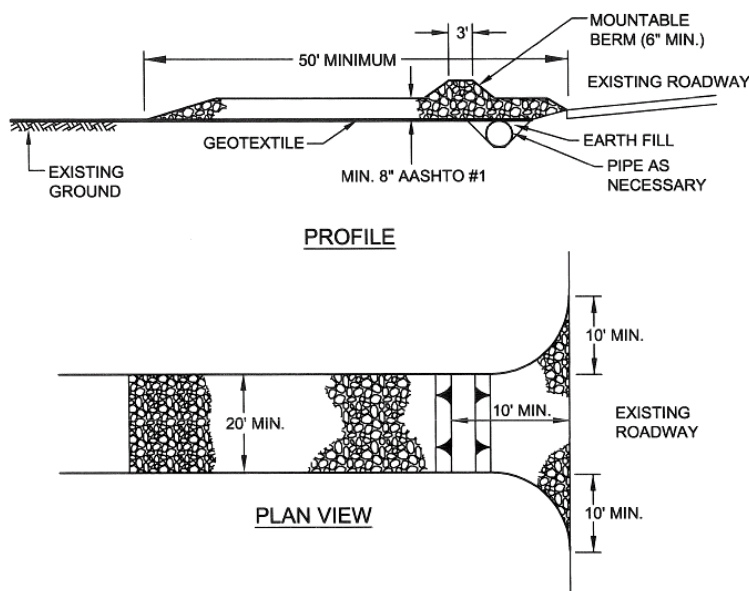 MOUNTABLE
BERM (6" MIN.)
3'
50' MINIMUM
EXISTING ROADWAY
GEOTEXTILE
EARTH FILL
EXISTING
GROUND
PIPE AS
NECESSARY
MIN. 8" AASHTO #1
PROFILE
10' MIN.
20' MIN.
10' MIN.
EXISTING
ROADWAY
10' MIN.
PLAN VIEW